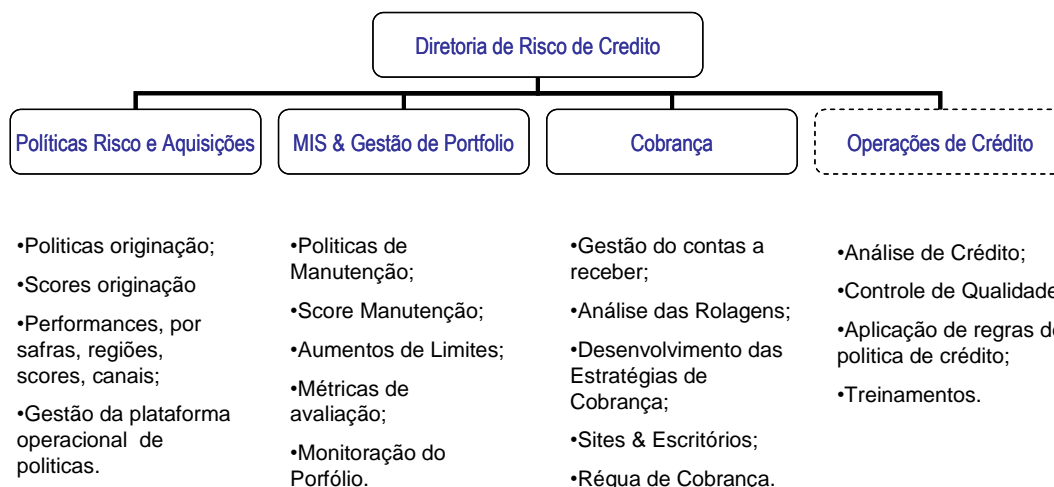 Diretoria de Risco de Credito
Políticas Risco e Aquisições
MIS & Gestão de Portfolio
Cobrança
Operações de Crédito
•Politicas originação;
•Scores originação
•Performances, por
safras, regiões,
scores, canais;
•Gestão da plataforma
operacional de
politicas.
•Politicas de
Manutenção;
•Score Manutenção;
•Aumentos de Limites;
•Métricas de
avaliação;
•Monitoração do
Porfólio.
•Gestão do contas a
receber;
•Análise das Rolagens;
•Desenvolvimento das
Estratégias de
Cobrança;
•Sites & Escritórios;
•Régua de Cobrança.
•Análise de Crédito;
•Controle de Qualidade
•Aplicação de regras de
politica de crédito;
•Treinamentos.